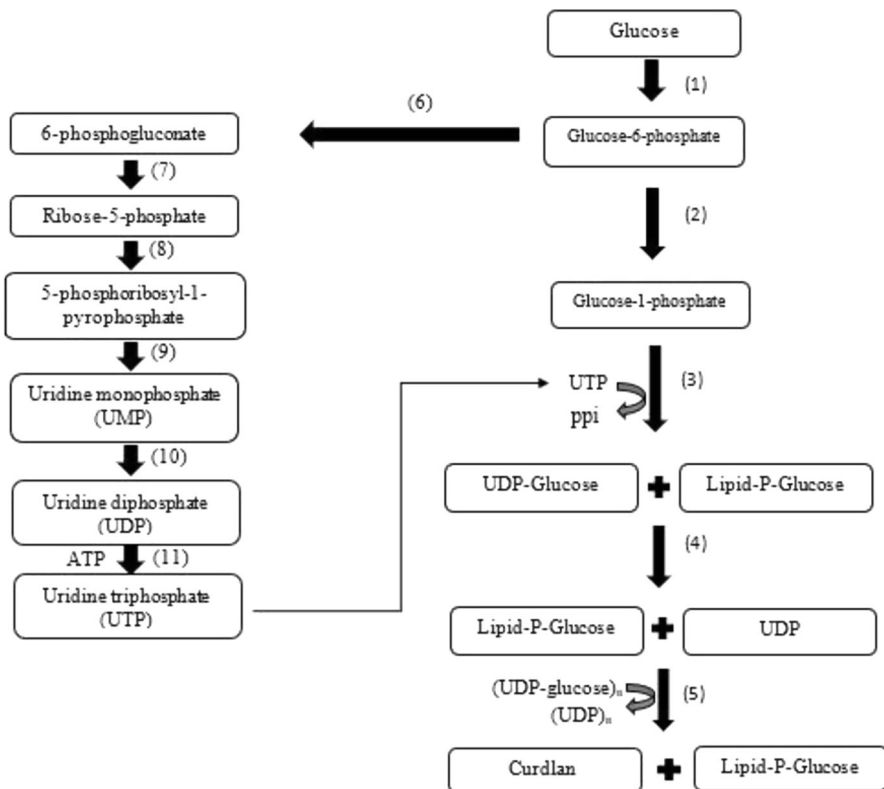 Glucose
(1)
(6)
6-phosphogluconate
Glucose-6-phosphate
(7)
Ribose-5-phosphate
(2)
(8)
5-phosphoribosyl-1-
pyrophosphate
Glucose-1-phosphate
(9)
Uridine monophosphate
(UMP)
UTP
ppi
(3)
(10)
Uridine diphosphate
(UDP)
UDP-Glucose
Lipid-P-Glucose
ATP
(11)
(4)
Uridine triphosphate
(UTP)
Lipid-P-Glucose
UDP
(UDP-glucose)ₙ
(UDP)ₙ
(5)
Curdlan
Lipid-P-Glucose